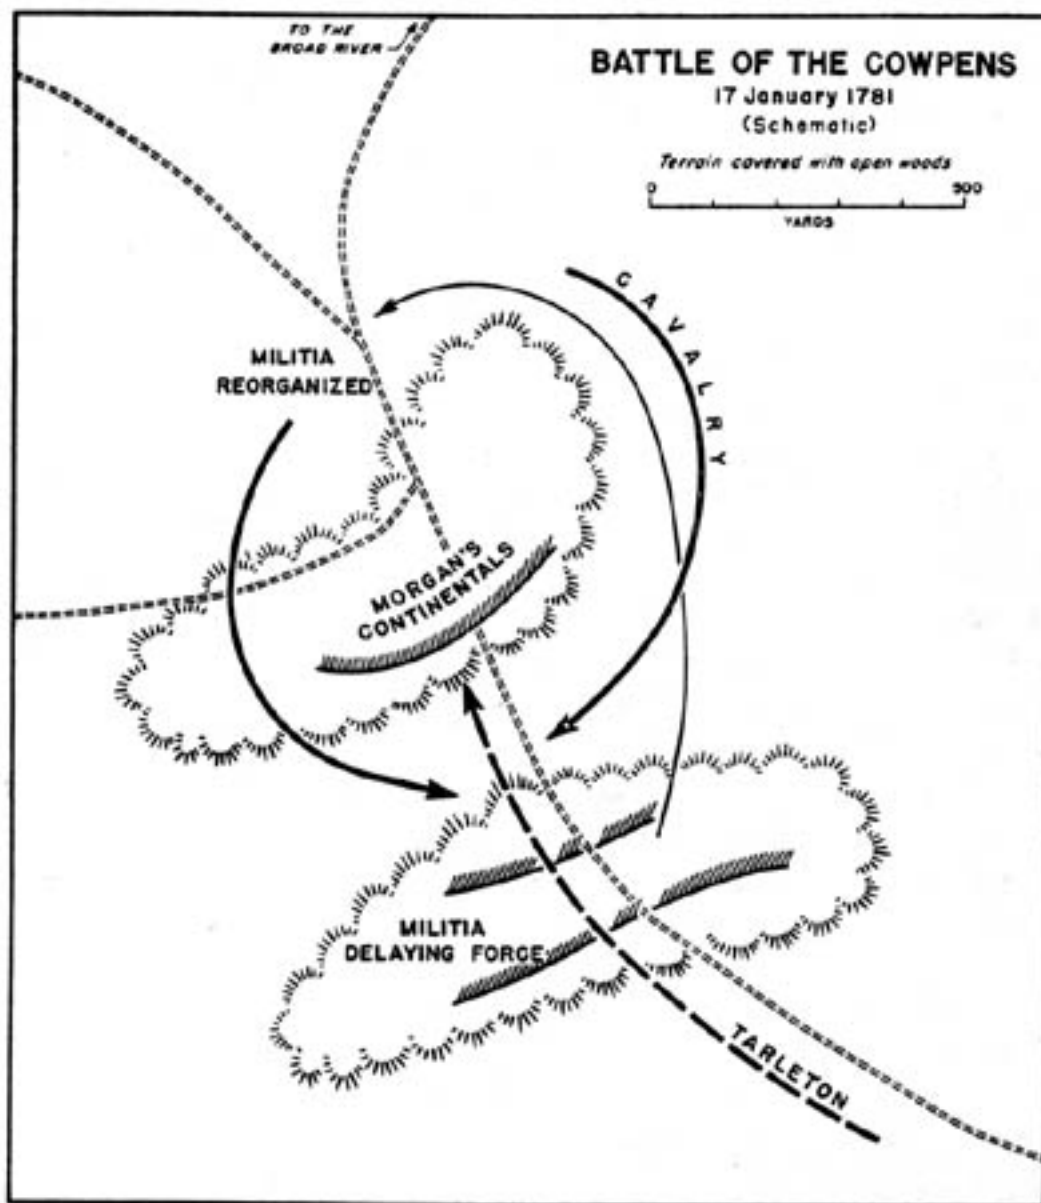 TO THE
BROAD RIVER
BATTLE OF THE COWPENS
17 January 1781
(Schematic)
Terrain covered with open woods
0 500
YARDS
CAVALRY
MILITIA
REORGANIZED
MORGAN'S
CONTINENTALS
MILITIA
DELAYING FORCE
TARLETON